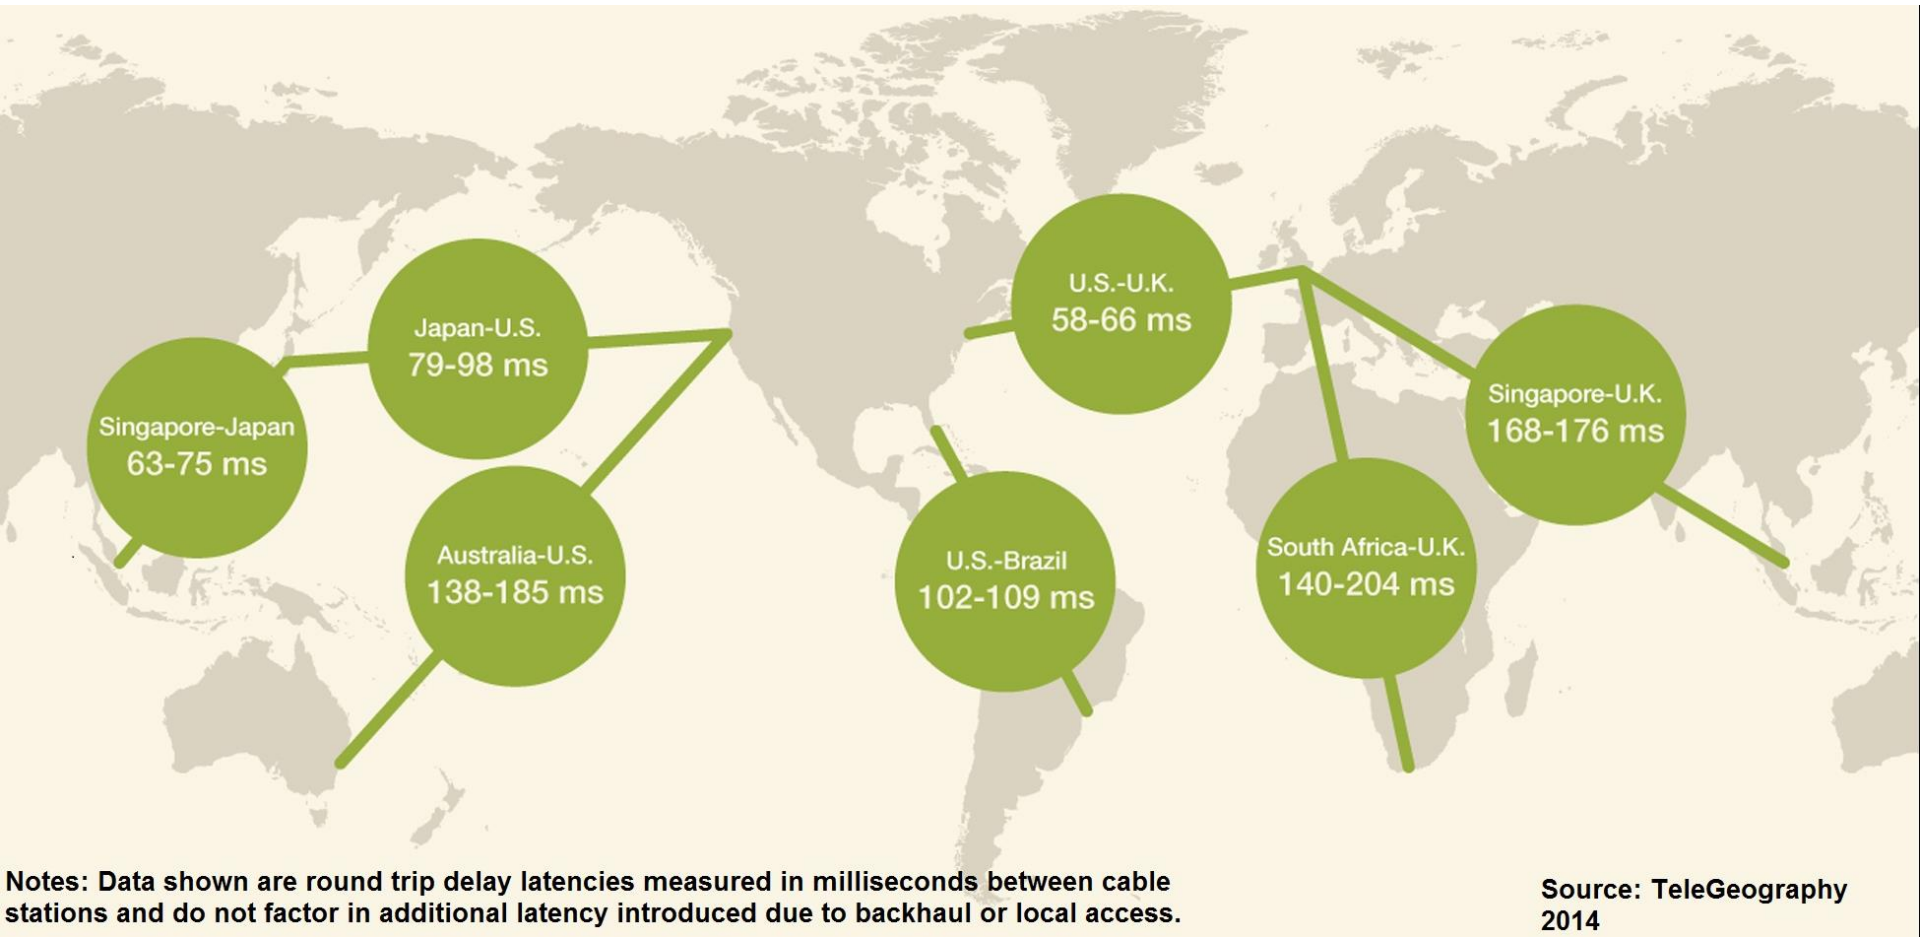 U.S.-U.K.
58-66 ms
Japan-U.S.
79-98 ms
Singapore-U.K.
168-176 ms
Singapore-Japan
63-75 ms
Australia-U.S.
138-185 ms
U.S.-Brazil
102-109 ms
South Africa-U.K.
140-204 ms
Notes: Data shown are round trip delay latencies measured in milliseconds between cable
stations and do not factor in additional latency introduced due to backhaul or local access.
Source: TeleGeography
2014